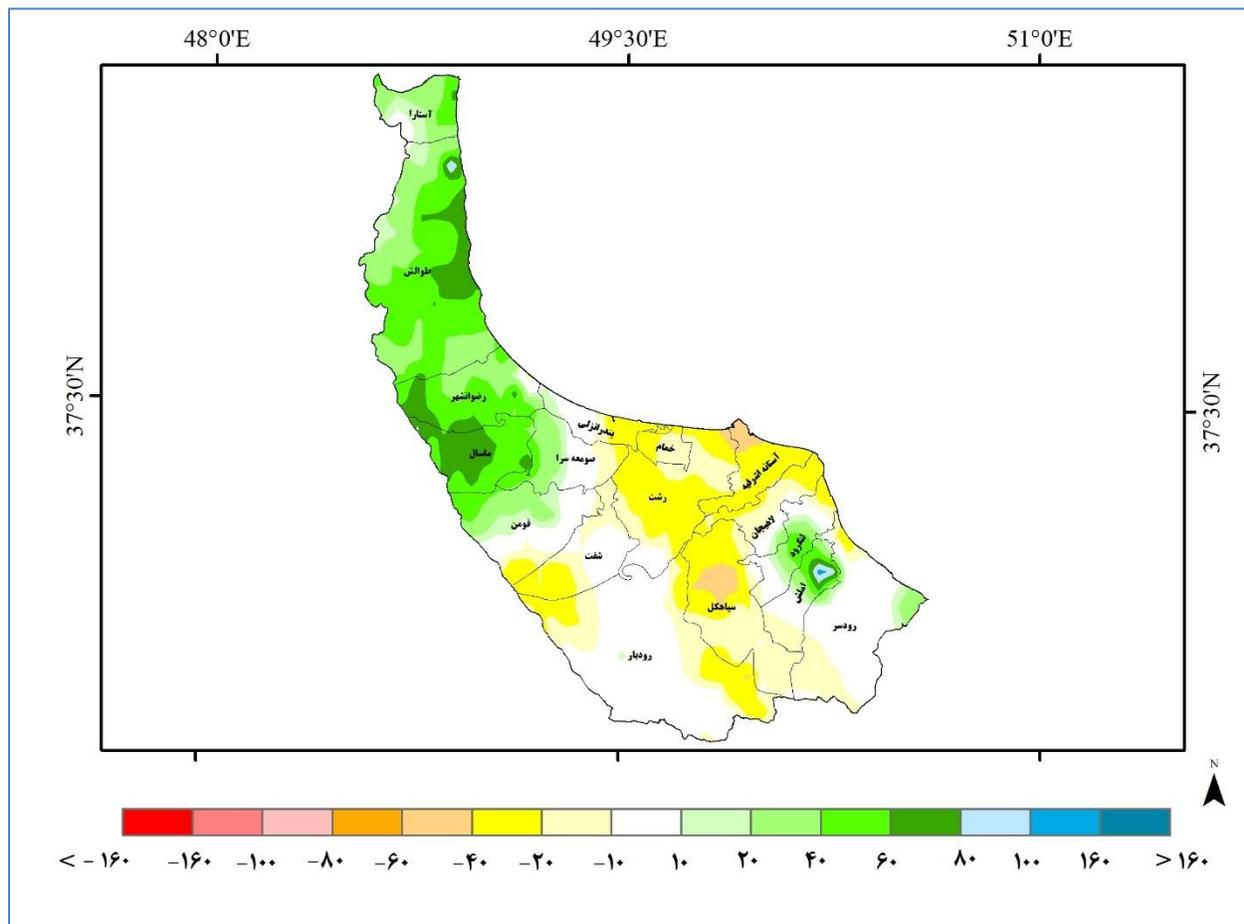 48°0'E 49°30'E 51°0'E
آستارا
طوالش
37°30'N
37°30'N
رضوانشهر
بندرانزلی
خمام
ماسال
صومعه سرا
آستانه اشرفیه
رشت
فومن
لاهیجان
لنگرود
شفت
املش
سیاهکل
رودسر
رودبار
N
< -۱۶۰ -۱۶۰ -۱۰۰ -۸۰ -۶۰ -۴۰ -۲۰ -۱۰ ۱۰ ۲۰ ۴۰ ۶۰ ۸۰ ۱۰۰ ۱۶۰ > ۱۶۰